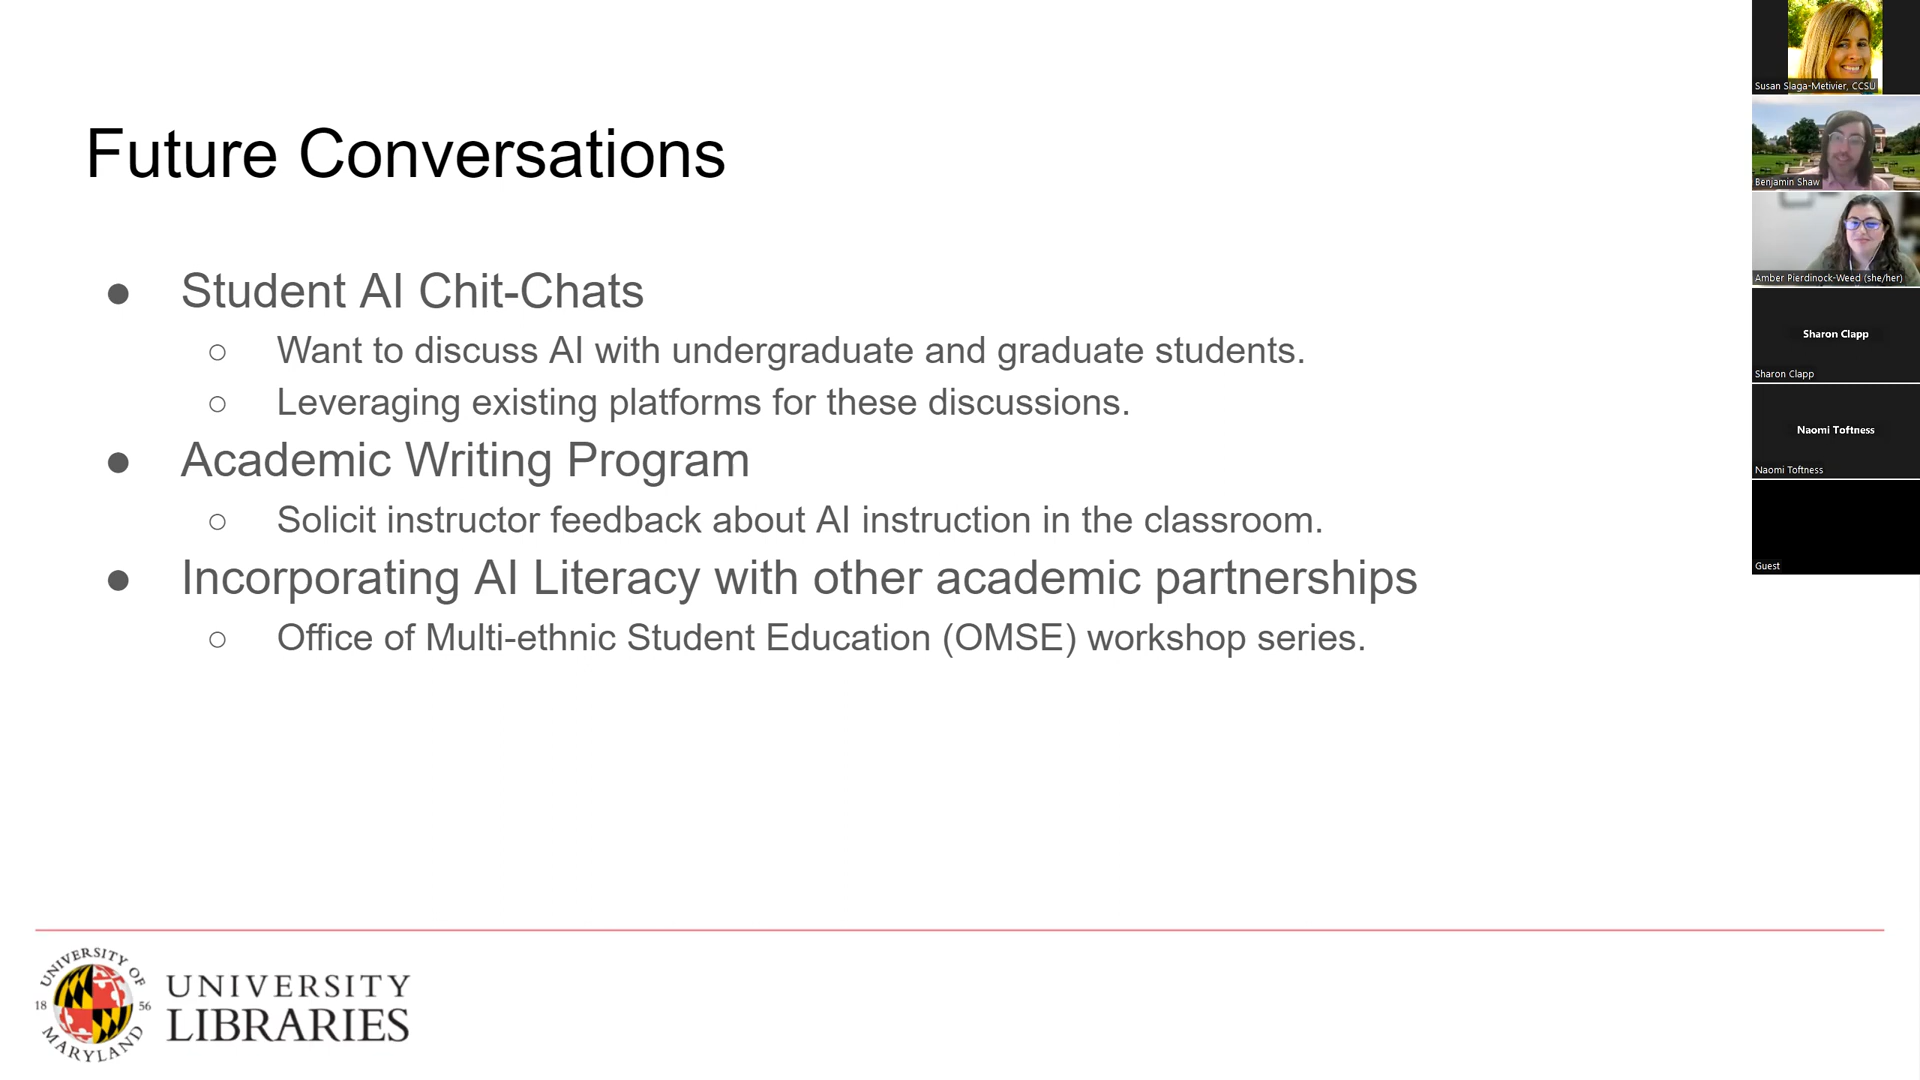 Future Conversations
● Student AI Chit-Chats
○ Want to discuss AI with undergraduate and graduate students.
○ Leveraging existing platforms for these discussions.
● Academic Writing Program
○ Solicit instructor feedback about AI instruction in the classroom.
● Incorporating AI Literacy with other academic partnerships
○ Office of Multi-ethnic Student Education (OMSE) workshop series.
UNIVERSITY OF
18 56
MARYLAND
UNIVERSITY
LIBRARIES
Susan Slaga-Metivier, CCSU
Benjamin Shaw
Amber Pierdinock-Weed (she/her)
Sharon Clapp
Sharon Clapp
Naomi Toftness
Naomi Toftness
Guest